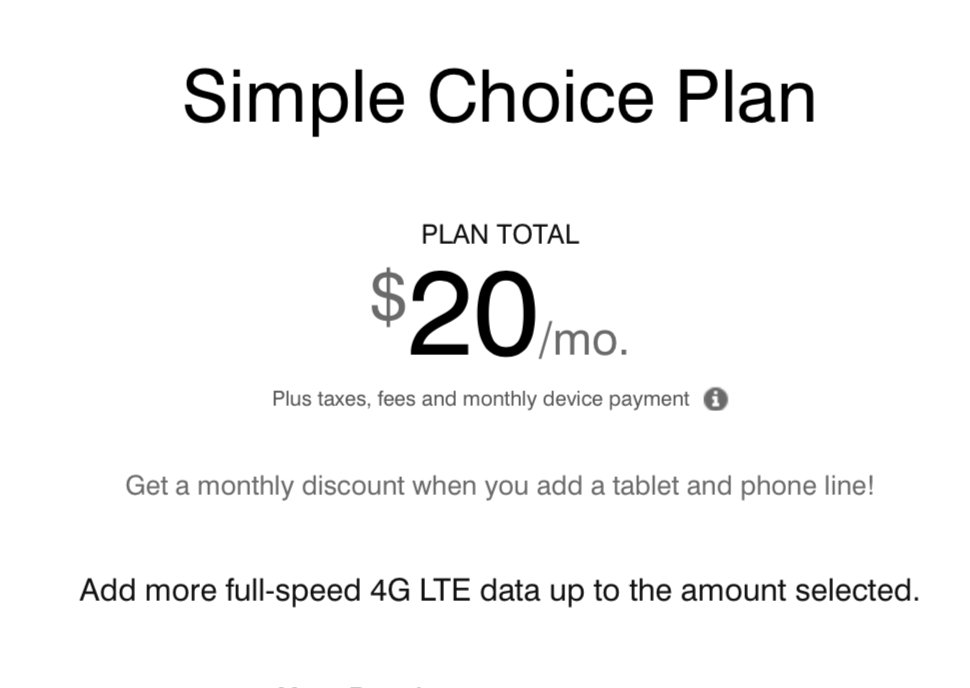 Simple Choice Plan
PLAN TOTAL
$20/mo.
Plus taxes, fees and monthly device payment
Get a monthly discount when you add a tablet and phone line!
Add more full-speed 4G LTE data up to the amount selected.